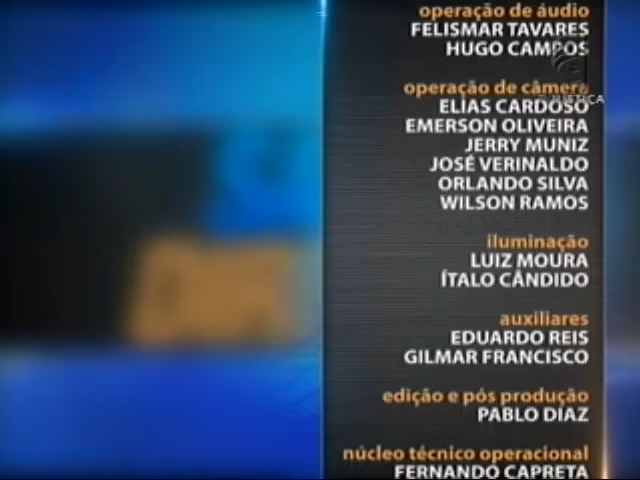 operação de áudio
FELISMAR TAVARES
HUGO CAMPOS
operação de câmera
ELIAS CARDOSO
EMERSON OLIVEIRA
JERRY MUNIZ
JOSÉ VERINALDO
ORLANDO SILVA
WILSON RAMOS
iluminação
LUIZ MOURA
ÍTALO CÂNDIDO
auxiliares
EDUARDO REIS
GILMAR FRANCISCO
edição e pós produção
PABLO DÍAZ
núcleo técnico operacional
FERNANDO CAPRETA